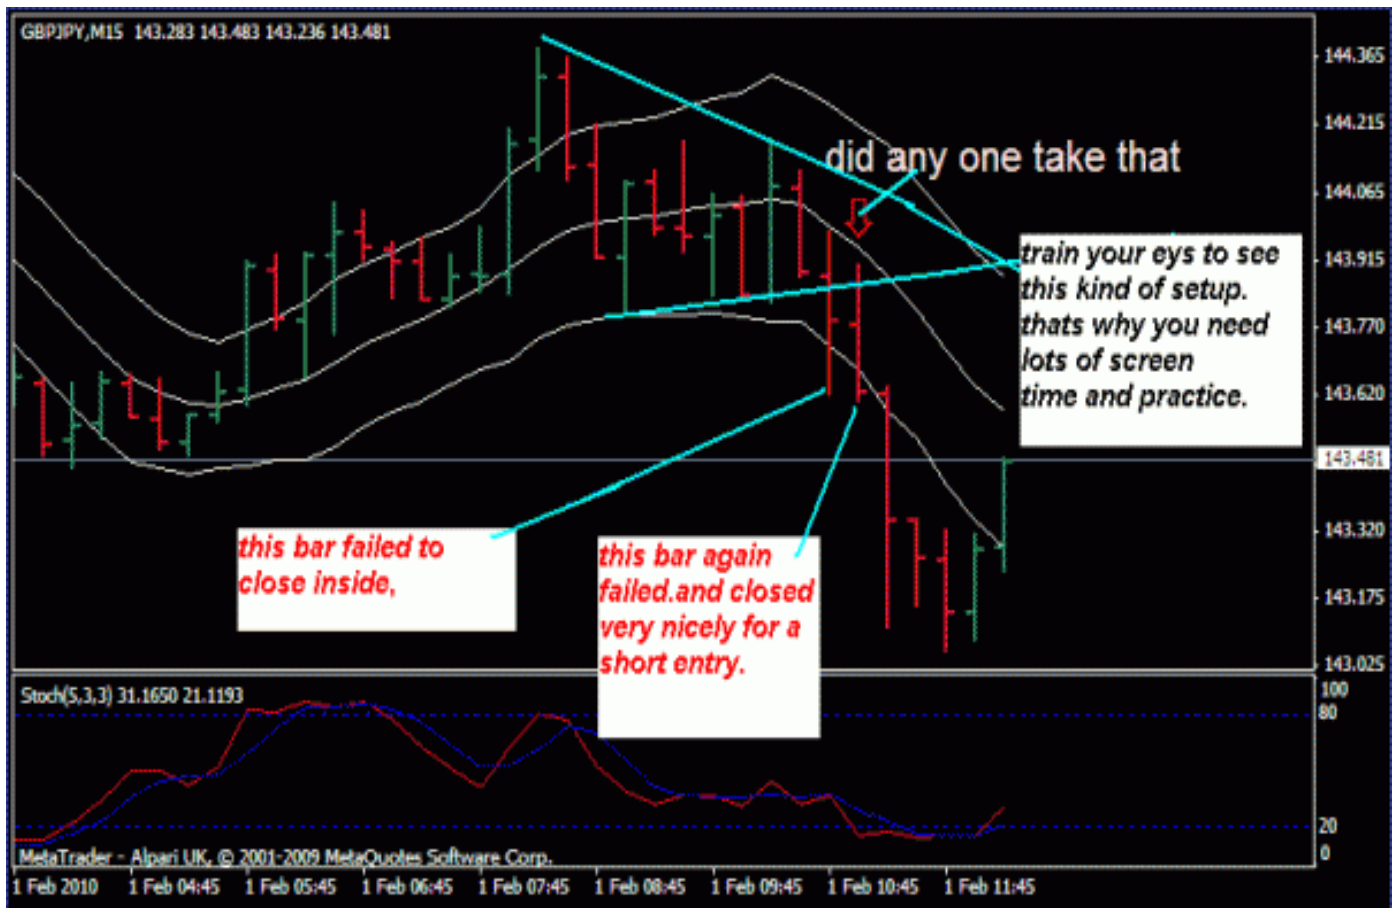 GBPJPY,M15 143.283 143.483 143.236 143.481
144.365
144.215
did any one take that
144.065
train your eys to see
this kind of setup.
thats why you need
lots of screen
time and practice.
143.915
143.770
143.620
143.481
this bar failed to
close inside,
this bar again
failed.and closed
very nicely for a
short entry.
143.320
143.175
143.025
Stoch(5,3,3) 31.1650 21.1193
100
80
20
0
MetaTrader - Alpari UK, © 2001-2009 MetaQuotes Software Corp.
1 Feb 2010 1 Feb 04:45 1 Feb 05:45 1 Feb 06:45 1 Feb 07:45 1 Feb 08:45 1 Feb 09:45 1 Feb 10:45 1 Feb 11:45